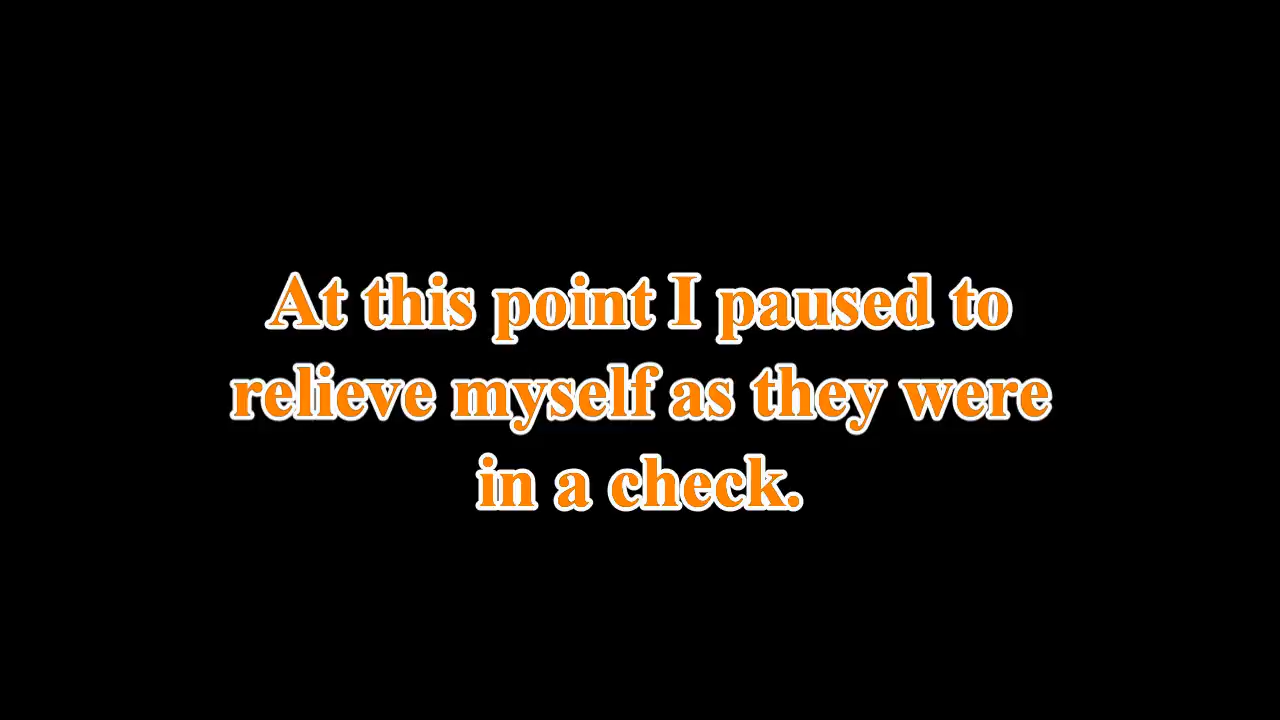 At this point I paused to
relieve myself as they were
in a check.